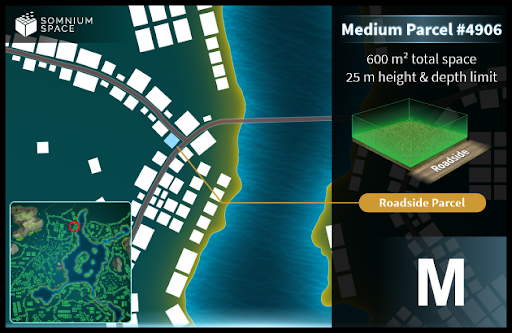 SOMNIUM
SPACE
Medium Parcel #4906
600 m² total space
25 m height & depth limit
Roadside
Roadside Parcel
M